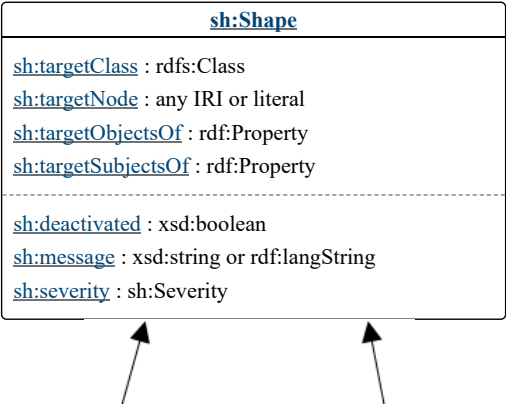 sh:Shape
sh:targetClass : rdfs:Class
sh:targetNode : any IRI or literal
sh:targetObjectsOf : rdf:Property
sh:targetSubjectsOf : rdf:Property
sh:deactivated : xsd:boolean
sh:message : xsd:string or rdf:langString
sh:severity : sh:Severity